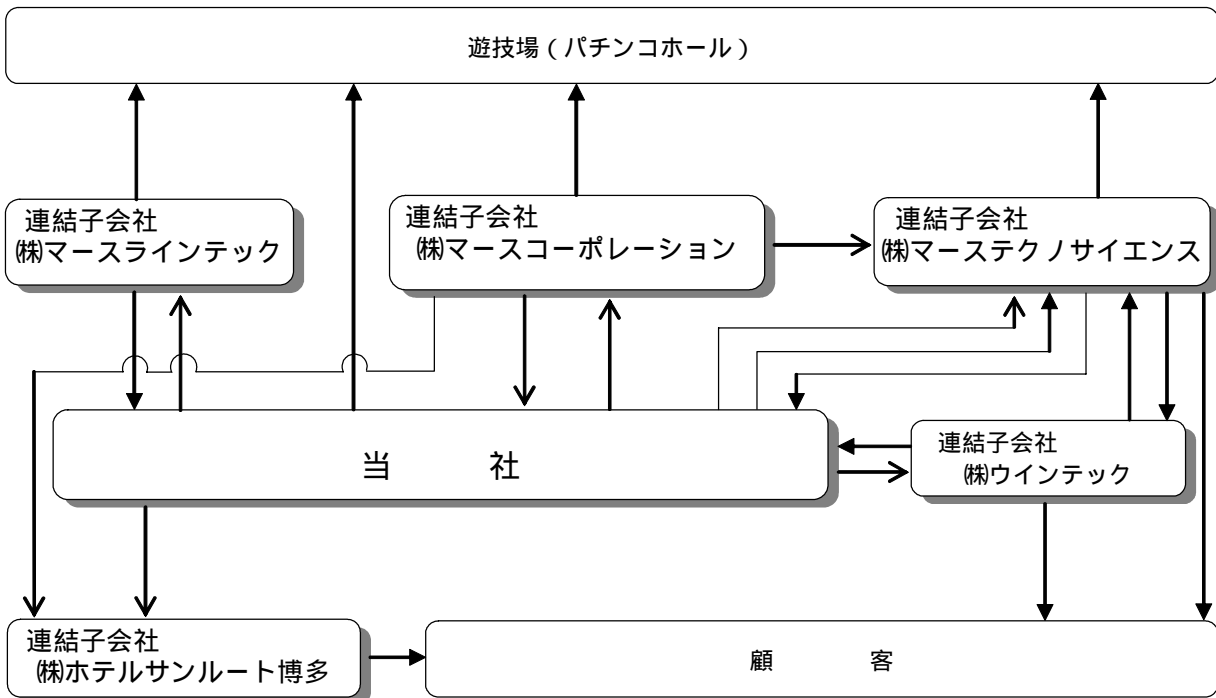 遊技場（パチンコホール）
連結子会社
㈱マースラインテック
連結子会社
㈱マースコーポレーション
連結子会社
㈱マーステクノサイエンス
当　　社
連結子会社
㈱ウインテック
連結子会社
㈱ホテルサンルート博多
顧　　客